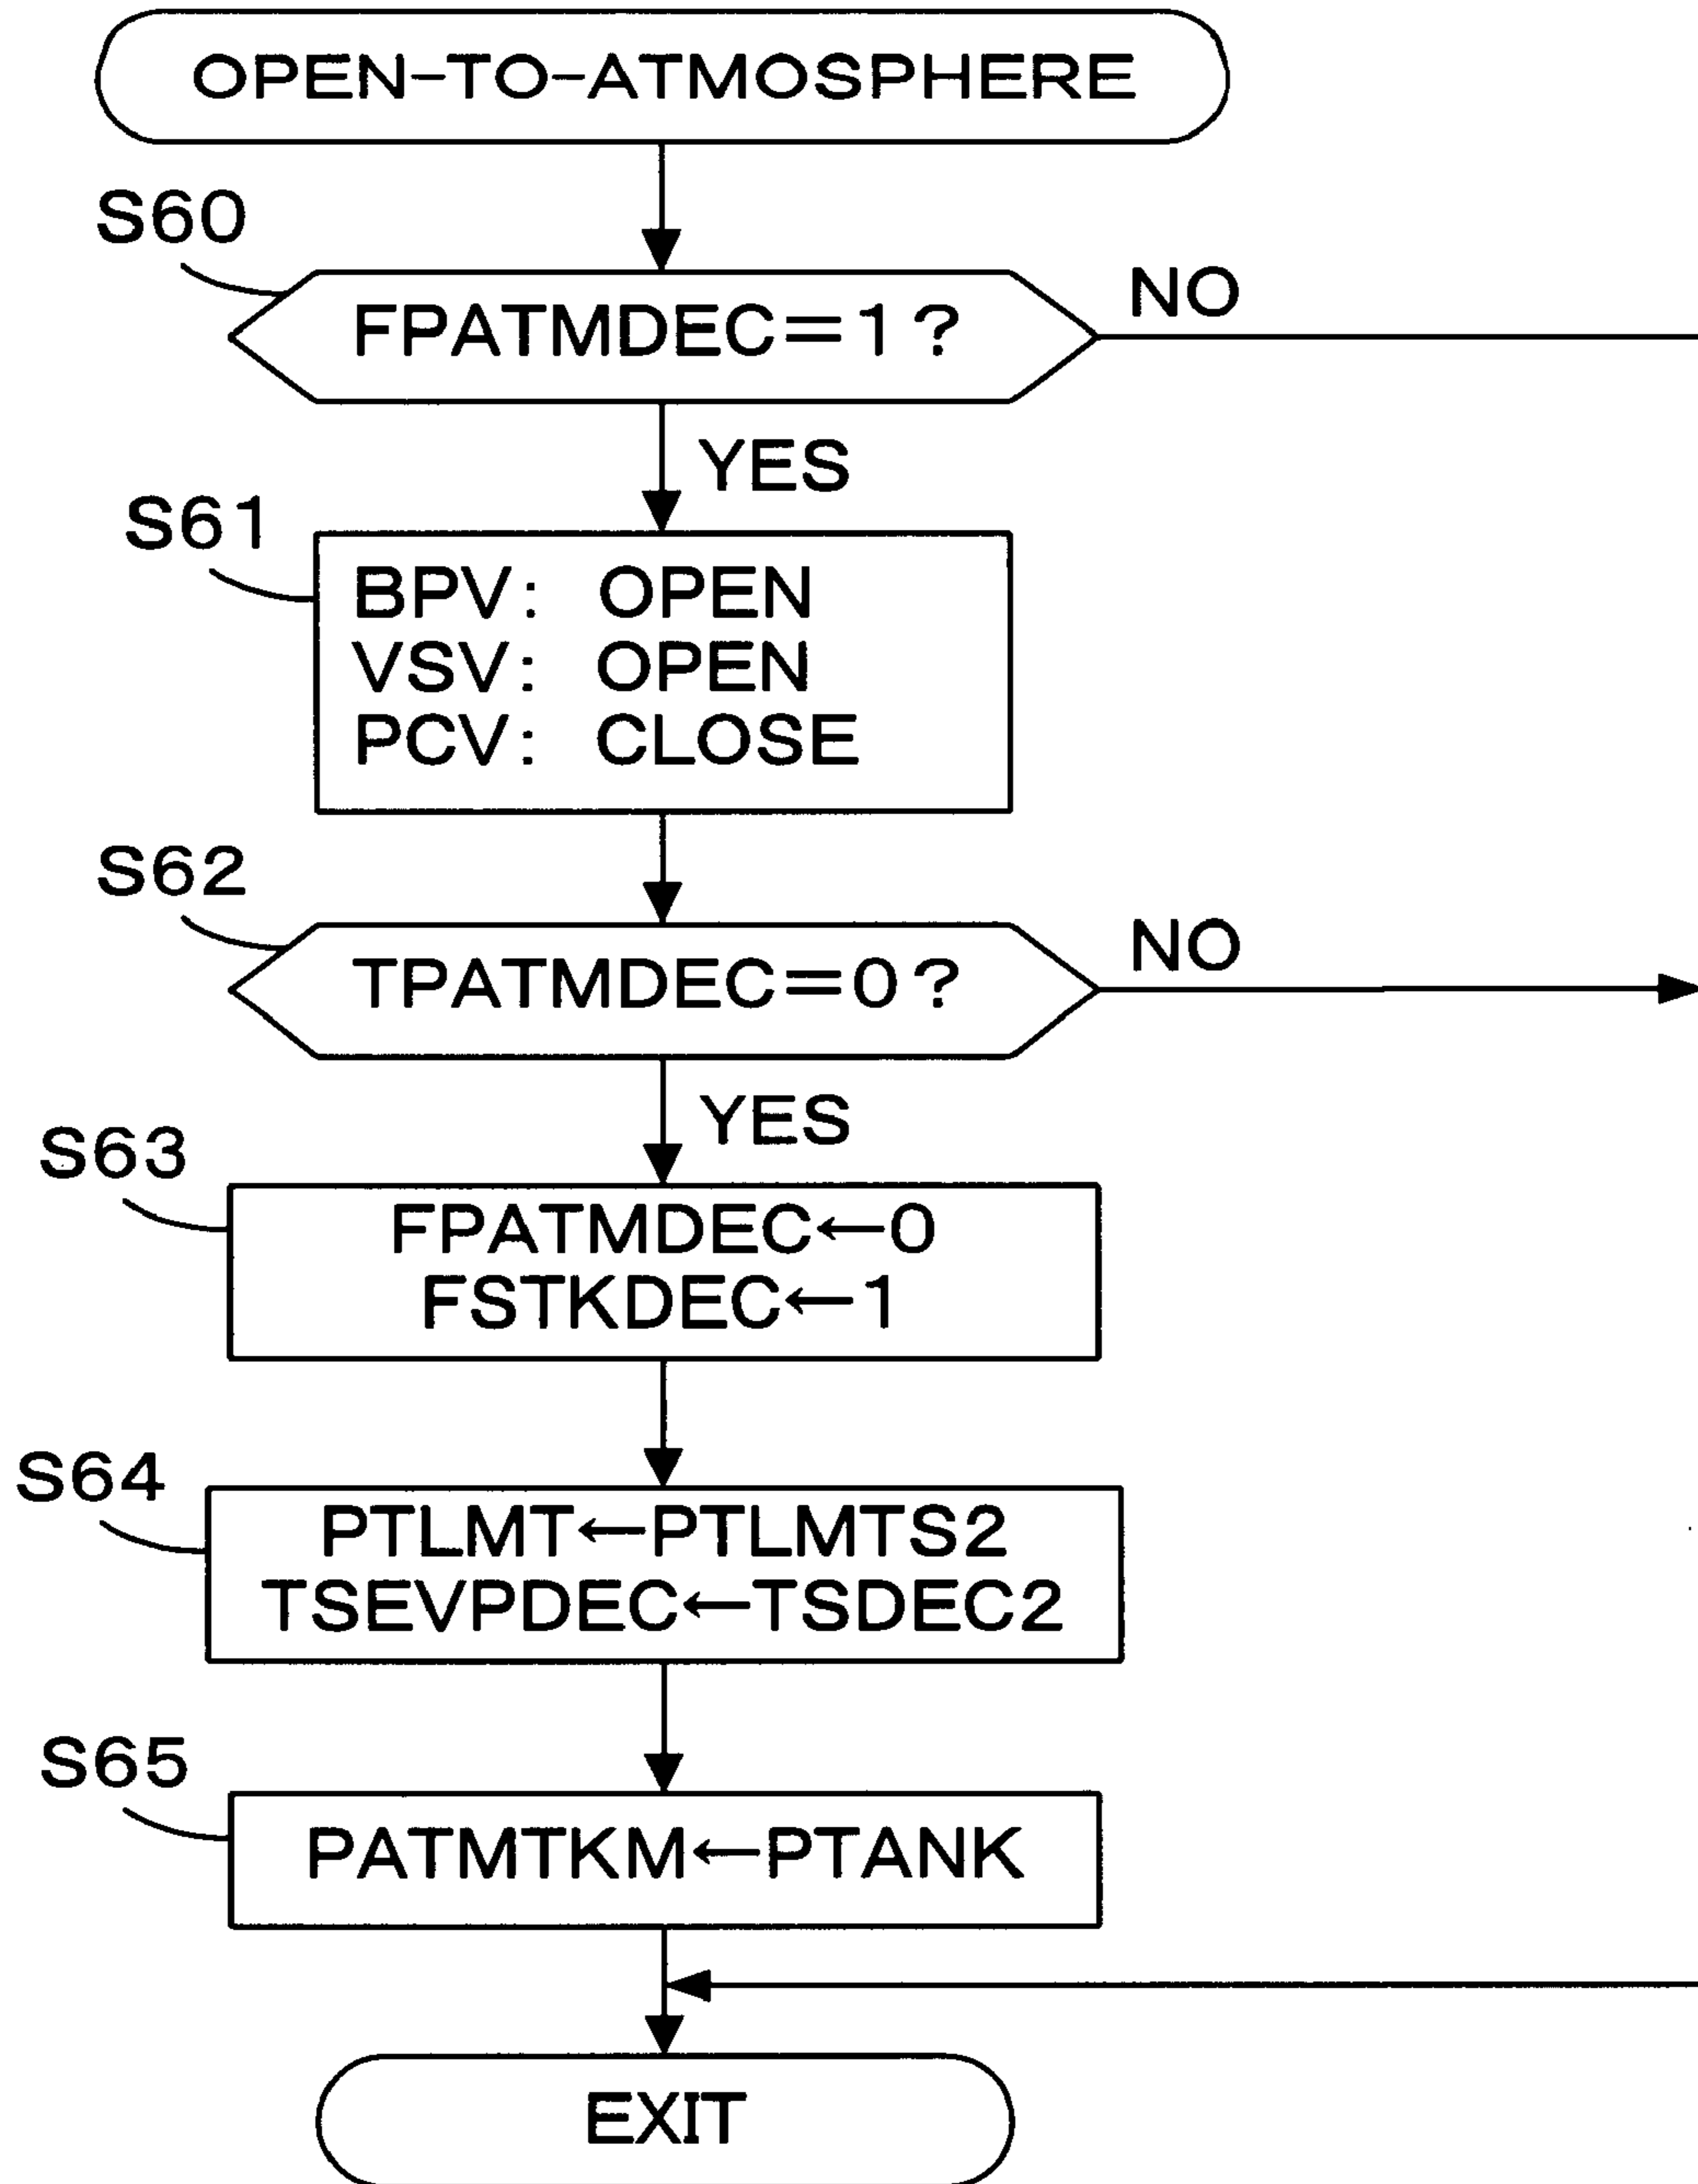 OPEN-TO-ATMOSPHERE
S60
FPATMDEC=1?
NO
YES
S61
BPV: OPEN
VSV: OPEN
PCV: CLOSE
S62
TPATMDEC=0?
NO
YES
S63
FPATMDEC←0
FSTKDEC←1
S64
PTLMT←PTLMTS2
TSEVPDEC←TSDEC2
S65
PATMTKM←PTANK
EXIT